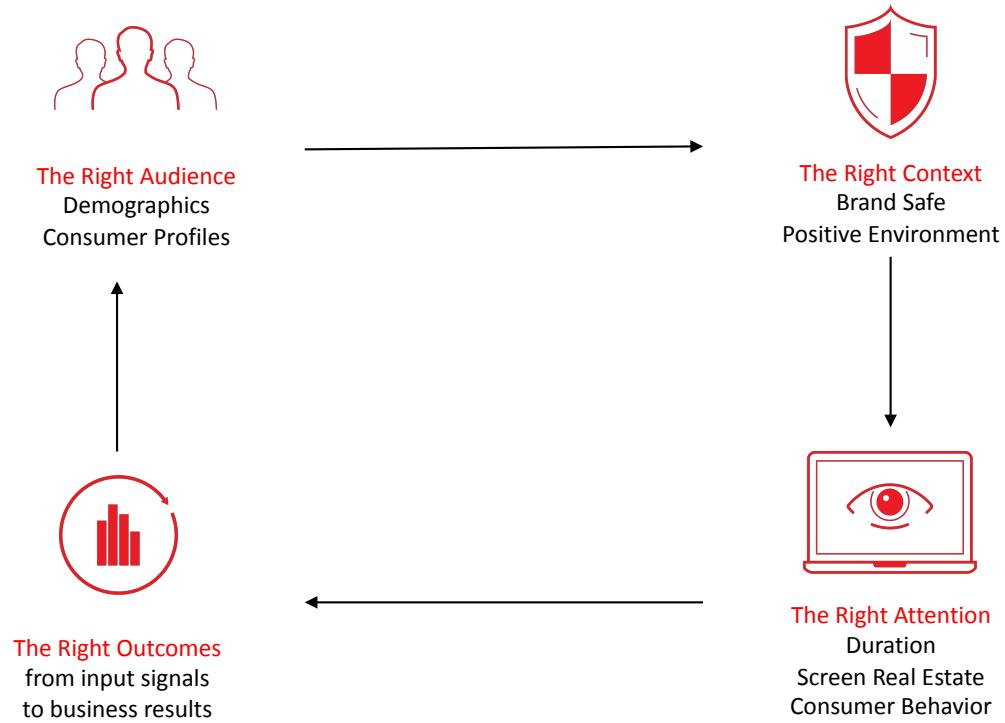 The Right Audience
Demographics
Consumer Profiles
The Right Context
Brand Safe
Positive Environment
The Right Attention
Duration
Screen Real Estate
Consumer Behavior
The Right Outcomes
from input signals
to business results